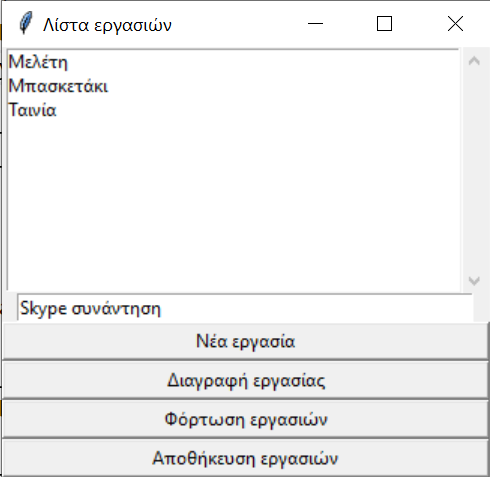 Λίστα εργασιών
Μελέτη
Μπασκετάκι
Ταινία
Skype συνάντηση
Νέα εργασία
Διαγραφή εργασίας
Φόρτωση εργασιών
Αποθήκευση εργασιών